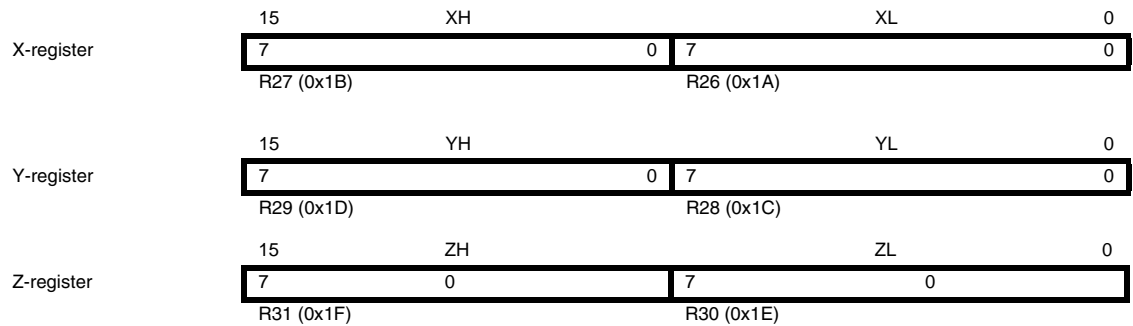 15 XH XL 0
X-register 7 0 7 0
R27 (0x1B) R26 (0x1A)
15 YH YL 0
Y-register 7 0 7 0
R29 (0x1D) R28 (0x1C)
15 ZH ZL 0
Z-register 7 0 7 0
R31 (0x1F) R30 (0x1E)